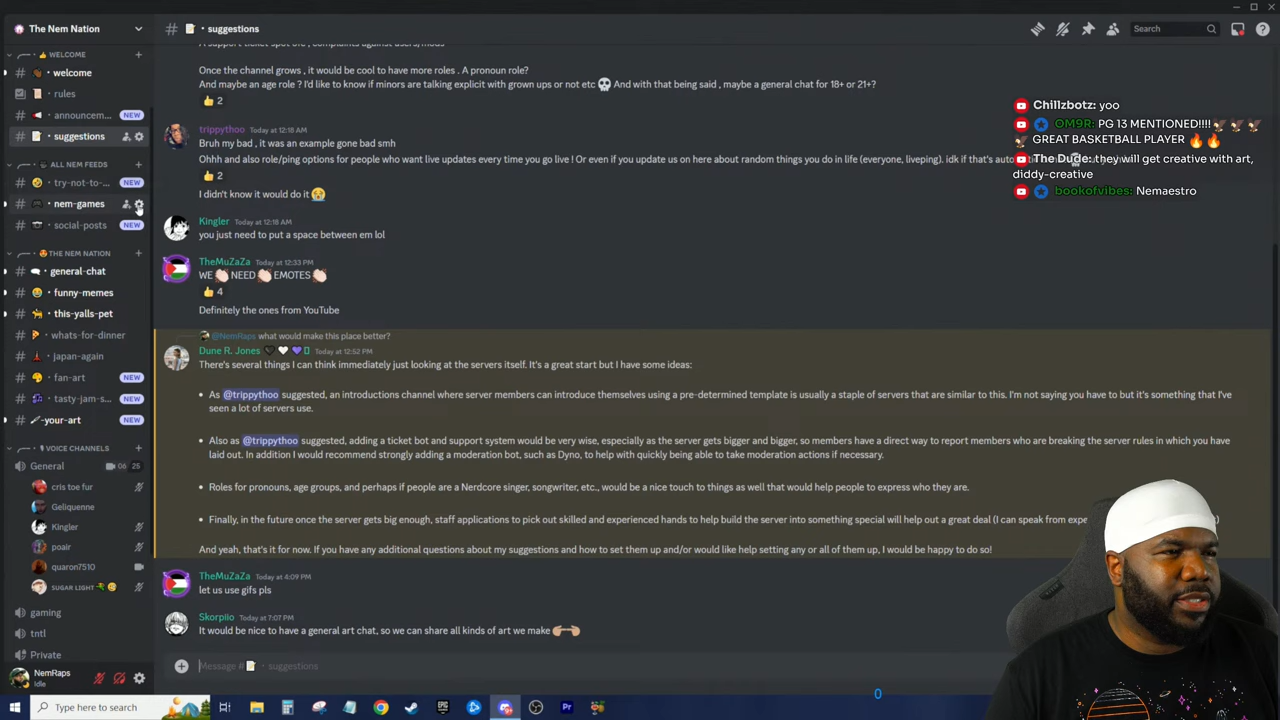 The Nem Nation
# suggestions
Search
WELCOME
welcome
rules
announcem... NEW
suggestions
ALL NEM FEEDS
try-not-to-... NEW
nem-games
social-posts NEW
THE NEM NATION
general-chat
funny-memes
this-yalls-pet
whats-for-dinner
japan-again
fan-art NEW
tasty-jam-s... NEW
your-art NEW
VOICE CHANNELS
General 06 25
cris toe fur
Geliquenne
Kingler
poair
quaron7510
SUGAR LIGHT
gaming
tntl
Private
NemRaps
Idle
Once the channel grows , it would be cool to have more roles . A pronoun role?
And maybe an age role ? I'd like to know if minors are talking explicit with grown ups or not etc 💀 And with that being said , maybe a general chat for 18+ or 21+?
👍 2
trippythoo Today at 12:18 AM
Bruh my bad , it was an example gone bad smh
Ohhh and also role/ping options for people who want live updates every time you go live ! Or even if you update us on here about random things you do in life (everyone, liveping). idk if that's auto
👍 2
I didn't know it would do it 😭
Kingler Today at 12:18 AM
you just need to put a space between em lol
TheMuZaZa Today at 12:33 PM
WE 👏🏻 NEED 👏🏻 EMOTES 👏🏻
👍 4
Definitely the ones from YouTube
@NemRaps what would make this place better?
Dune R. Jones 🖤 🤍 💜 Today at 12:52 PM
There's several things I can think immediately just looking at the servers itself. It's a great start but I have some ideas:
• As @trippythoo suggested, an introductions channel where server members can introduce themselves using a pre-determined template is usually a staple of servers that are similar to this. I'm not saying you have to but it's something that I've
seen a lot of servers use.
• Also as @trippythoo suggested, adding a ticket bot and support system would be very wise, especially as the server gets bigger and bigger, so members have a direct way to report members who are breaking the server rules in which you have
laid out. In addition I would recommend strongly adding a moderation bot, such as Dyno, to help with quickly being able to take moderation actions if necessary.
• Roles for pronouns, age groups, and perhaps if people are a Nerdcore singer, songwriter, etc., would be a nice touch to things as well that would help people to express who they are.
• Finally, in the future once the server gets big enough, staff applications to pick out skilled and experienced hands to help build the server into something special will help out a great deal (I can speak from expe
And yeah, that's it for now. If you have any additional questions about my suggestions and how to set them up and/or would like help setting any or all of them up, I would be happy to do so!
TheMuZaZa Today at 4:09 PM
let us use gifs pls
Skorpiio Today at 7:07 PM
It would be nice to have a general art chat, so we can share all kinds of art we make 👉🏼👈🏼
Message # suggestions
Chillzbotz: yoo
OM9R: PG 13 MENTIONED!!!!🦅🦅🦅
🦅 GREAT BASKETBALL PLAYER 🔥🔥
The Dude: they will get creative with art,
diddy-creative
bookofvibes: Nemaestro
0
Type here to search
Pr